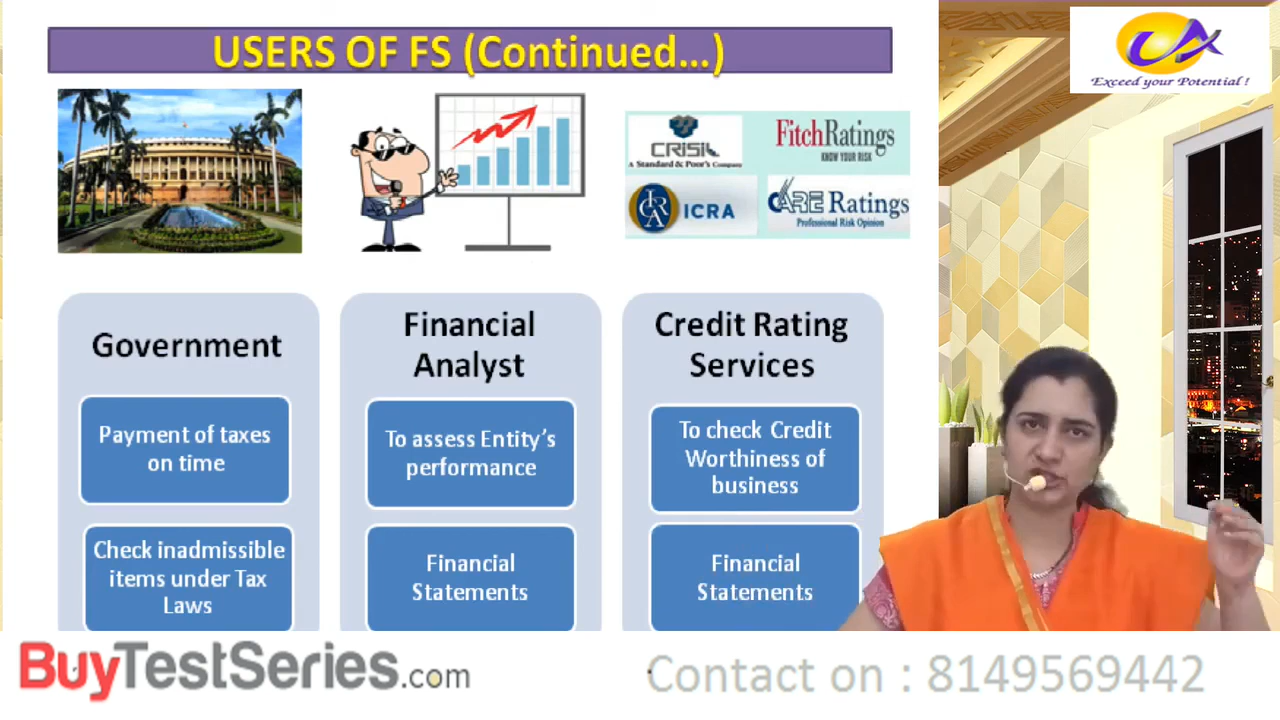 USERS OF FS (Continued...)
Exceed your Potential !
CRISIL
A Standard & Poor's Company
FitchRatings
KNOW YOUR RISK
ICRA
ICRA
CARE Ratings
Professional Risk Opinion
Government
Payment of taxes
on time
Check inadmissible
items under Tax
Laws
Financial
Analyst
To assess Entity's
performance
Financial
Statements
Credit Rating
Services
To check Credit
Worthiness of
business
Financial
Statements
BuyTestSeries.com
Contact on : 8149569442